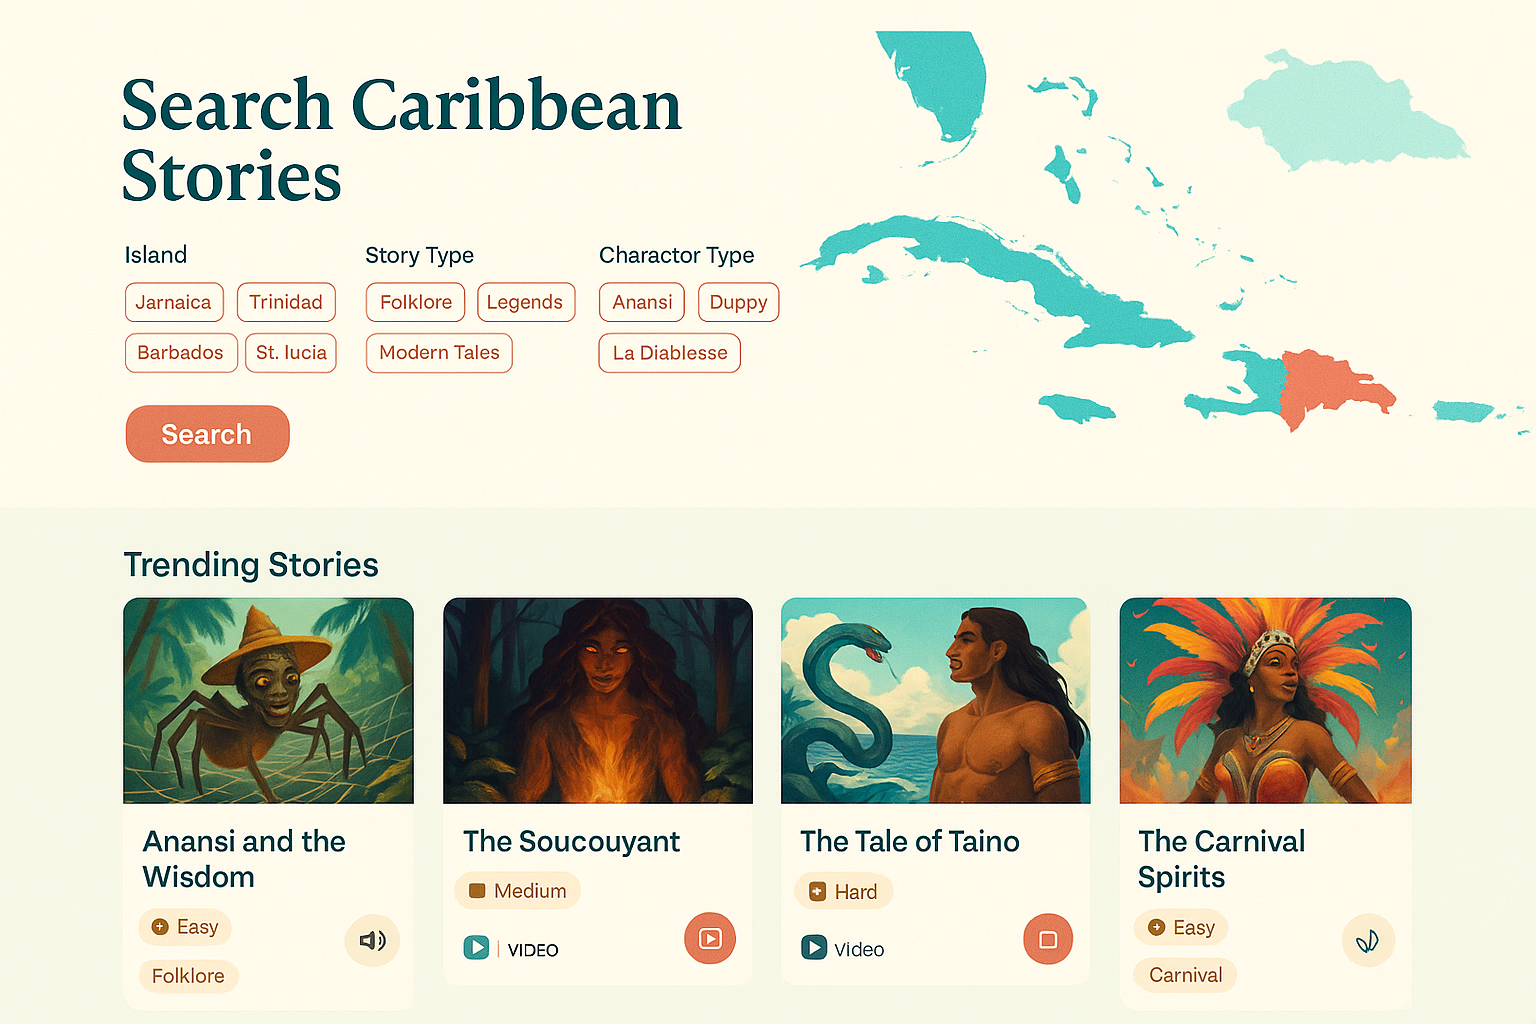 Search Caribbean
Stories
Island
Story Type
Charactor Type
Jarnaica
Trinidad
Folklore
Legends
Anansi
Duppy
Barbados
St. lucia
Modern Tales
La Diablesse
Search
Trending Stories
Anansi and the
Wisdom
Easy
Folklore
The Soucouyant
Medium
VIDEO
The Tale of Taino
Hard
Video
The Carnival
Spirits
Easy
Carnival